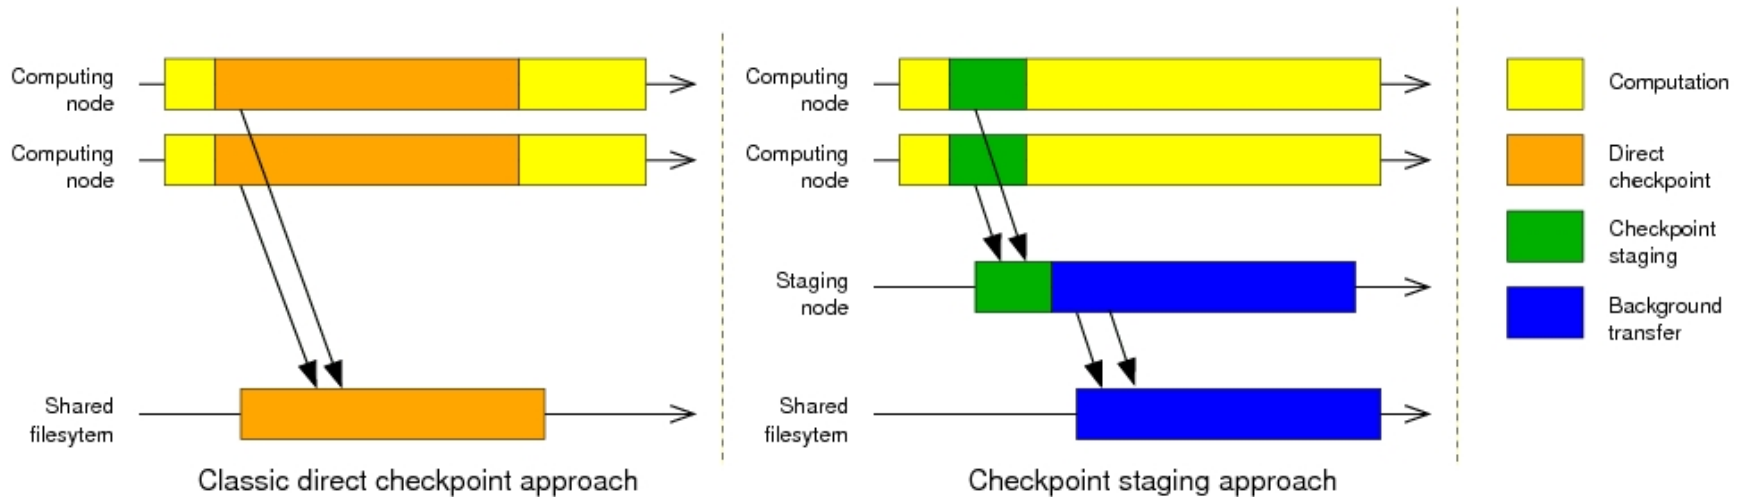 Computing
node
Computing
node
Shared
filesytem
Classic direct checkpoint approach
Computing
node
Computing
node
Staging
node
Shared
filesytem
Checkpoint staging approach
Computation
Direct
checkpoint
Checkpoint
staging
Background
transfer